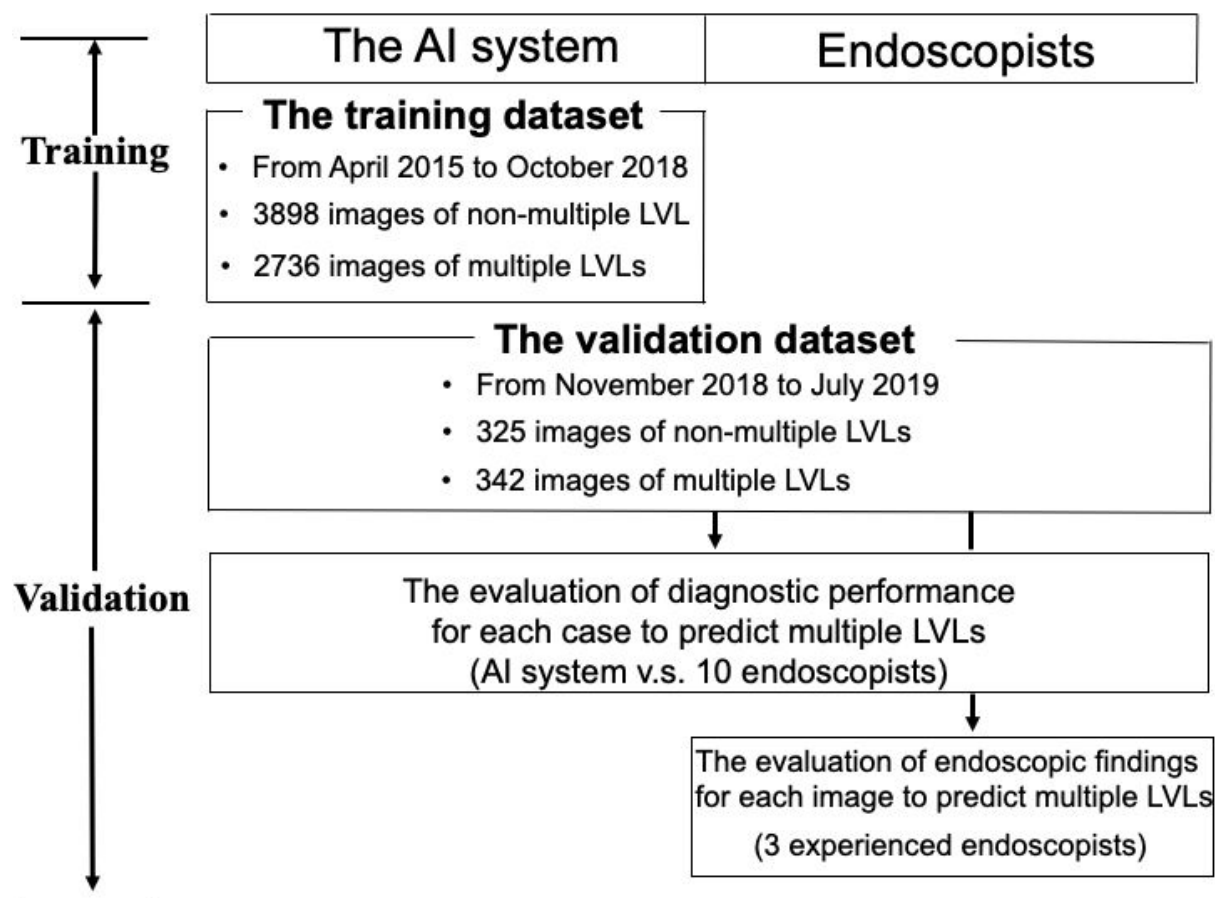 The AI system
Endoscopists
Training
The training dataset
• From April 2015 to October 2018
• 3898 images of non-multiple LVL
• 2736 images of multiple LVLs
The validation dataset
• From November 2018 to July 2019
• 325 images of non-multiple LVLs
• 342 images of multiple LVLs
Validation
The evaluation of diagnostic performance
for each case to predict multiple LVLs
(AI system v.s. 10 endoscopists)
The evaluation of endoscopic findings
for each image to predict multiple LVLs
(3 experienced endoscopists)